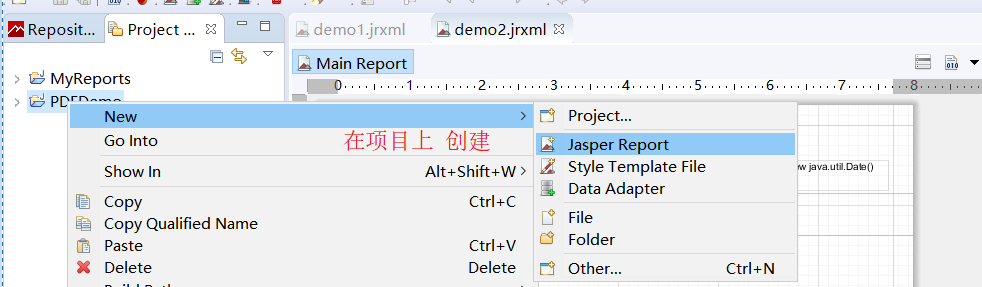 Reposit... Project demo1.jrxml demo2.jrxml
Main Report
MyReports
0 1 2 3 4 5 6 7 8
PDFDemo
New Project...
Go Into 在项目上 创建 Jasper Report
Show In Alt+Shift+W Style Template File java.util.Date()
Data Adapter
Copy Ctrl+C
File
Copy Qualified Name
Folder
Paste Ctrl+V
Delete Delete Other... Ctrl+N